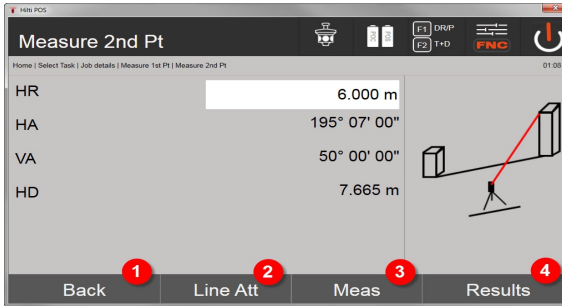 Hilti POS
Measure 2nd Pt
POC
POS
F1 DR/P
F2 T+D
FNC
Home | Select Task | Job details | Measure 1st Pt | Measure 2nd Pt
01:08
HR 6.000 m
HA 195° 07' 00"
VA 50° 00' 00"
HD 7.665 m
1 2 3 4
Back Line Att Meas Results